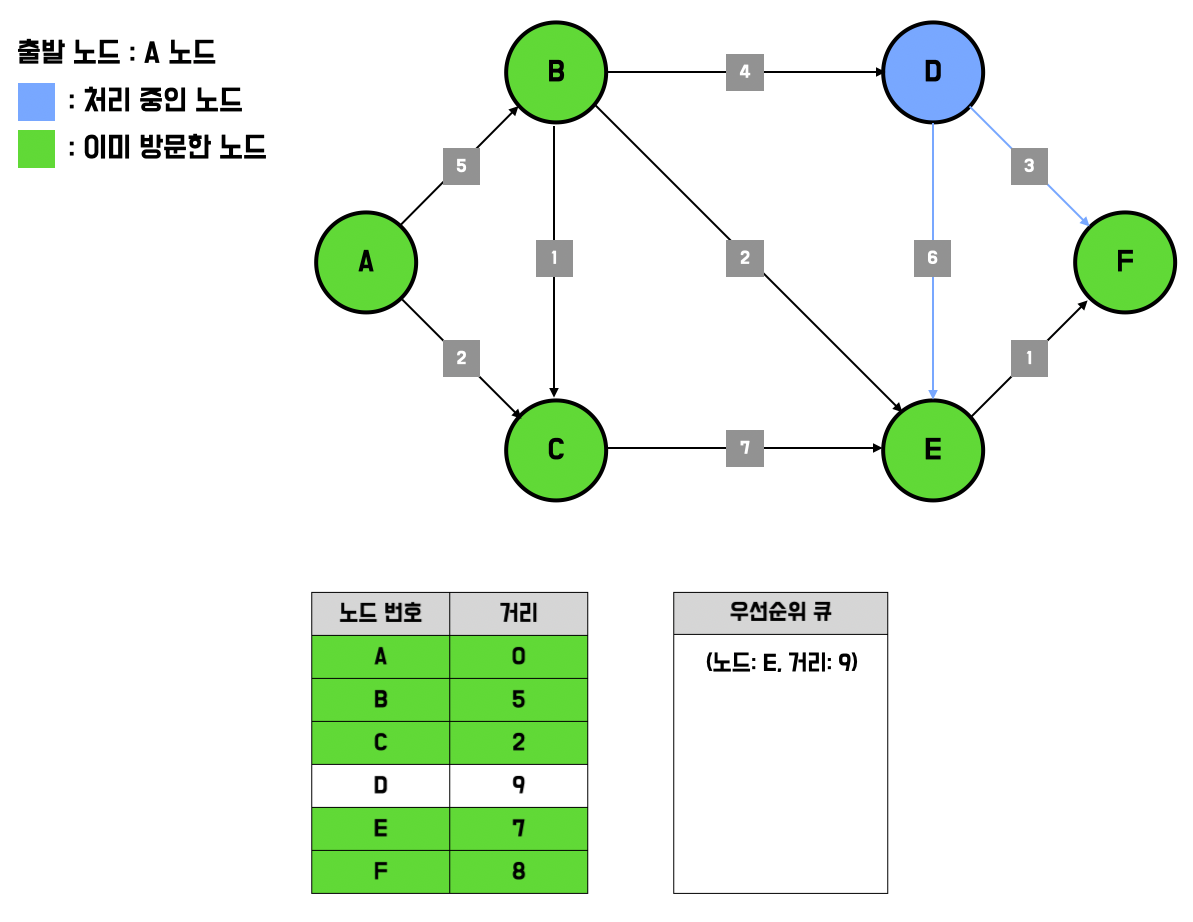 출발 노드 : A 노드
: 처리 중인 노드
: 이미 방문한 노드
B
4
D
5
3
A
1
2
6
F
2
1
C
7
E
노드 번호 거리
A 0
B 5
C 2
D 9
E 7
F 8
우선순위 큐
(노드: E, 거리: 9)